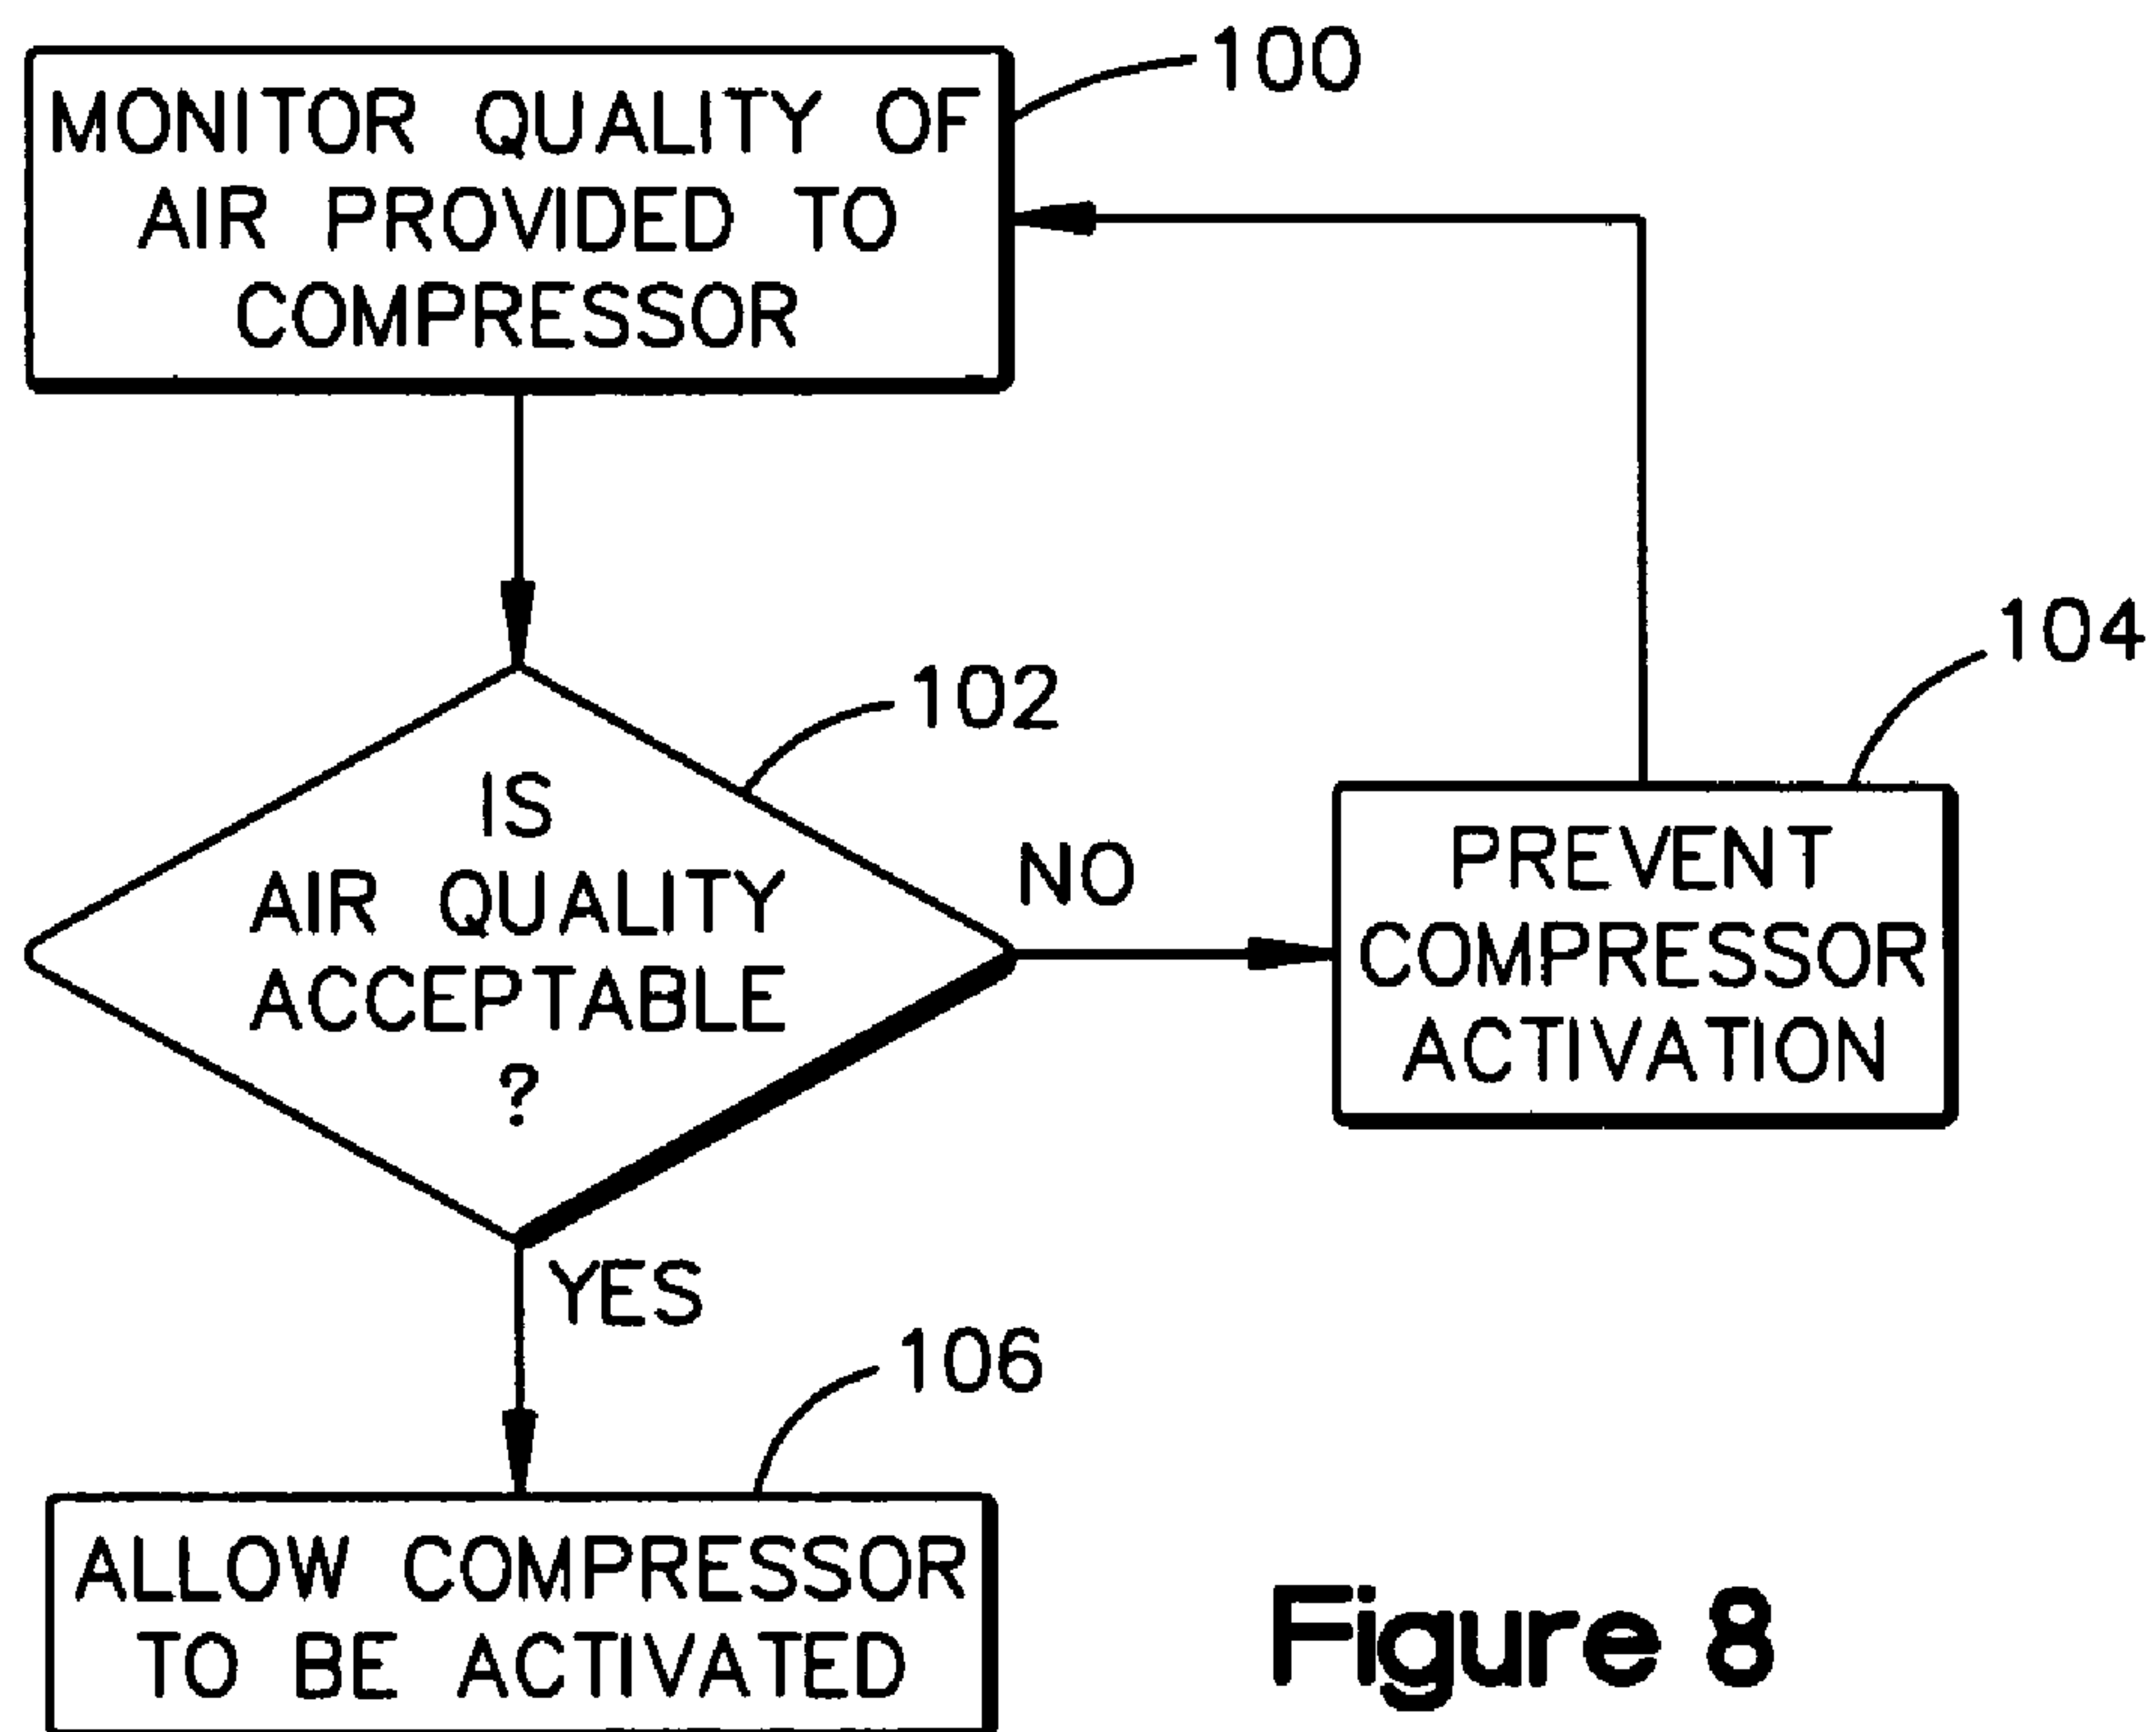 100
MONITOR QUALITY OF
AIR PROVIDED TO
COMPRESSOR
102
IS
AIR QUALITY
ACCEPTABLE
?
NO
104
PREVENT
COMPRESSOR
ACTIVATION
YES
106
ALLOW COMPRESSOR
TO BE ACTIVATED
Figure 8